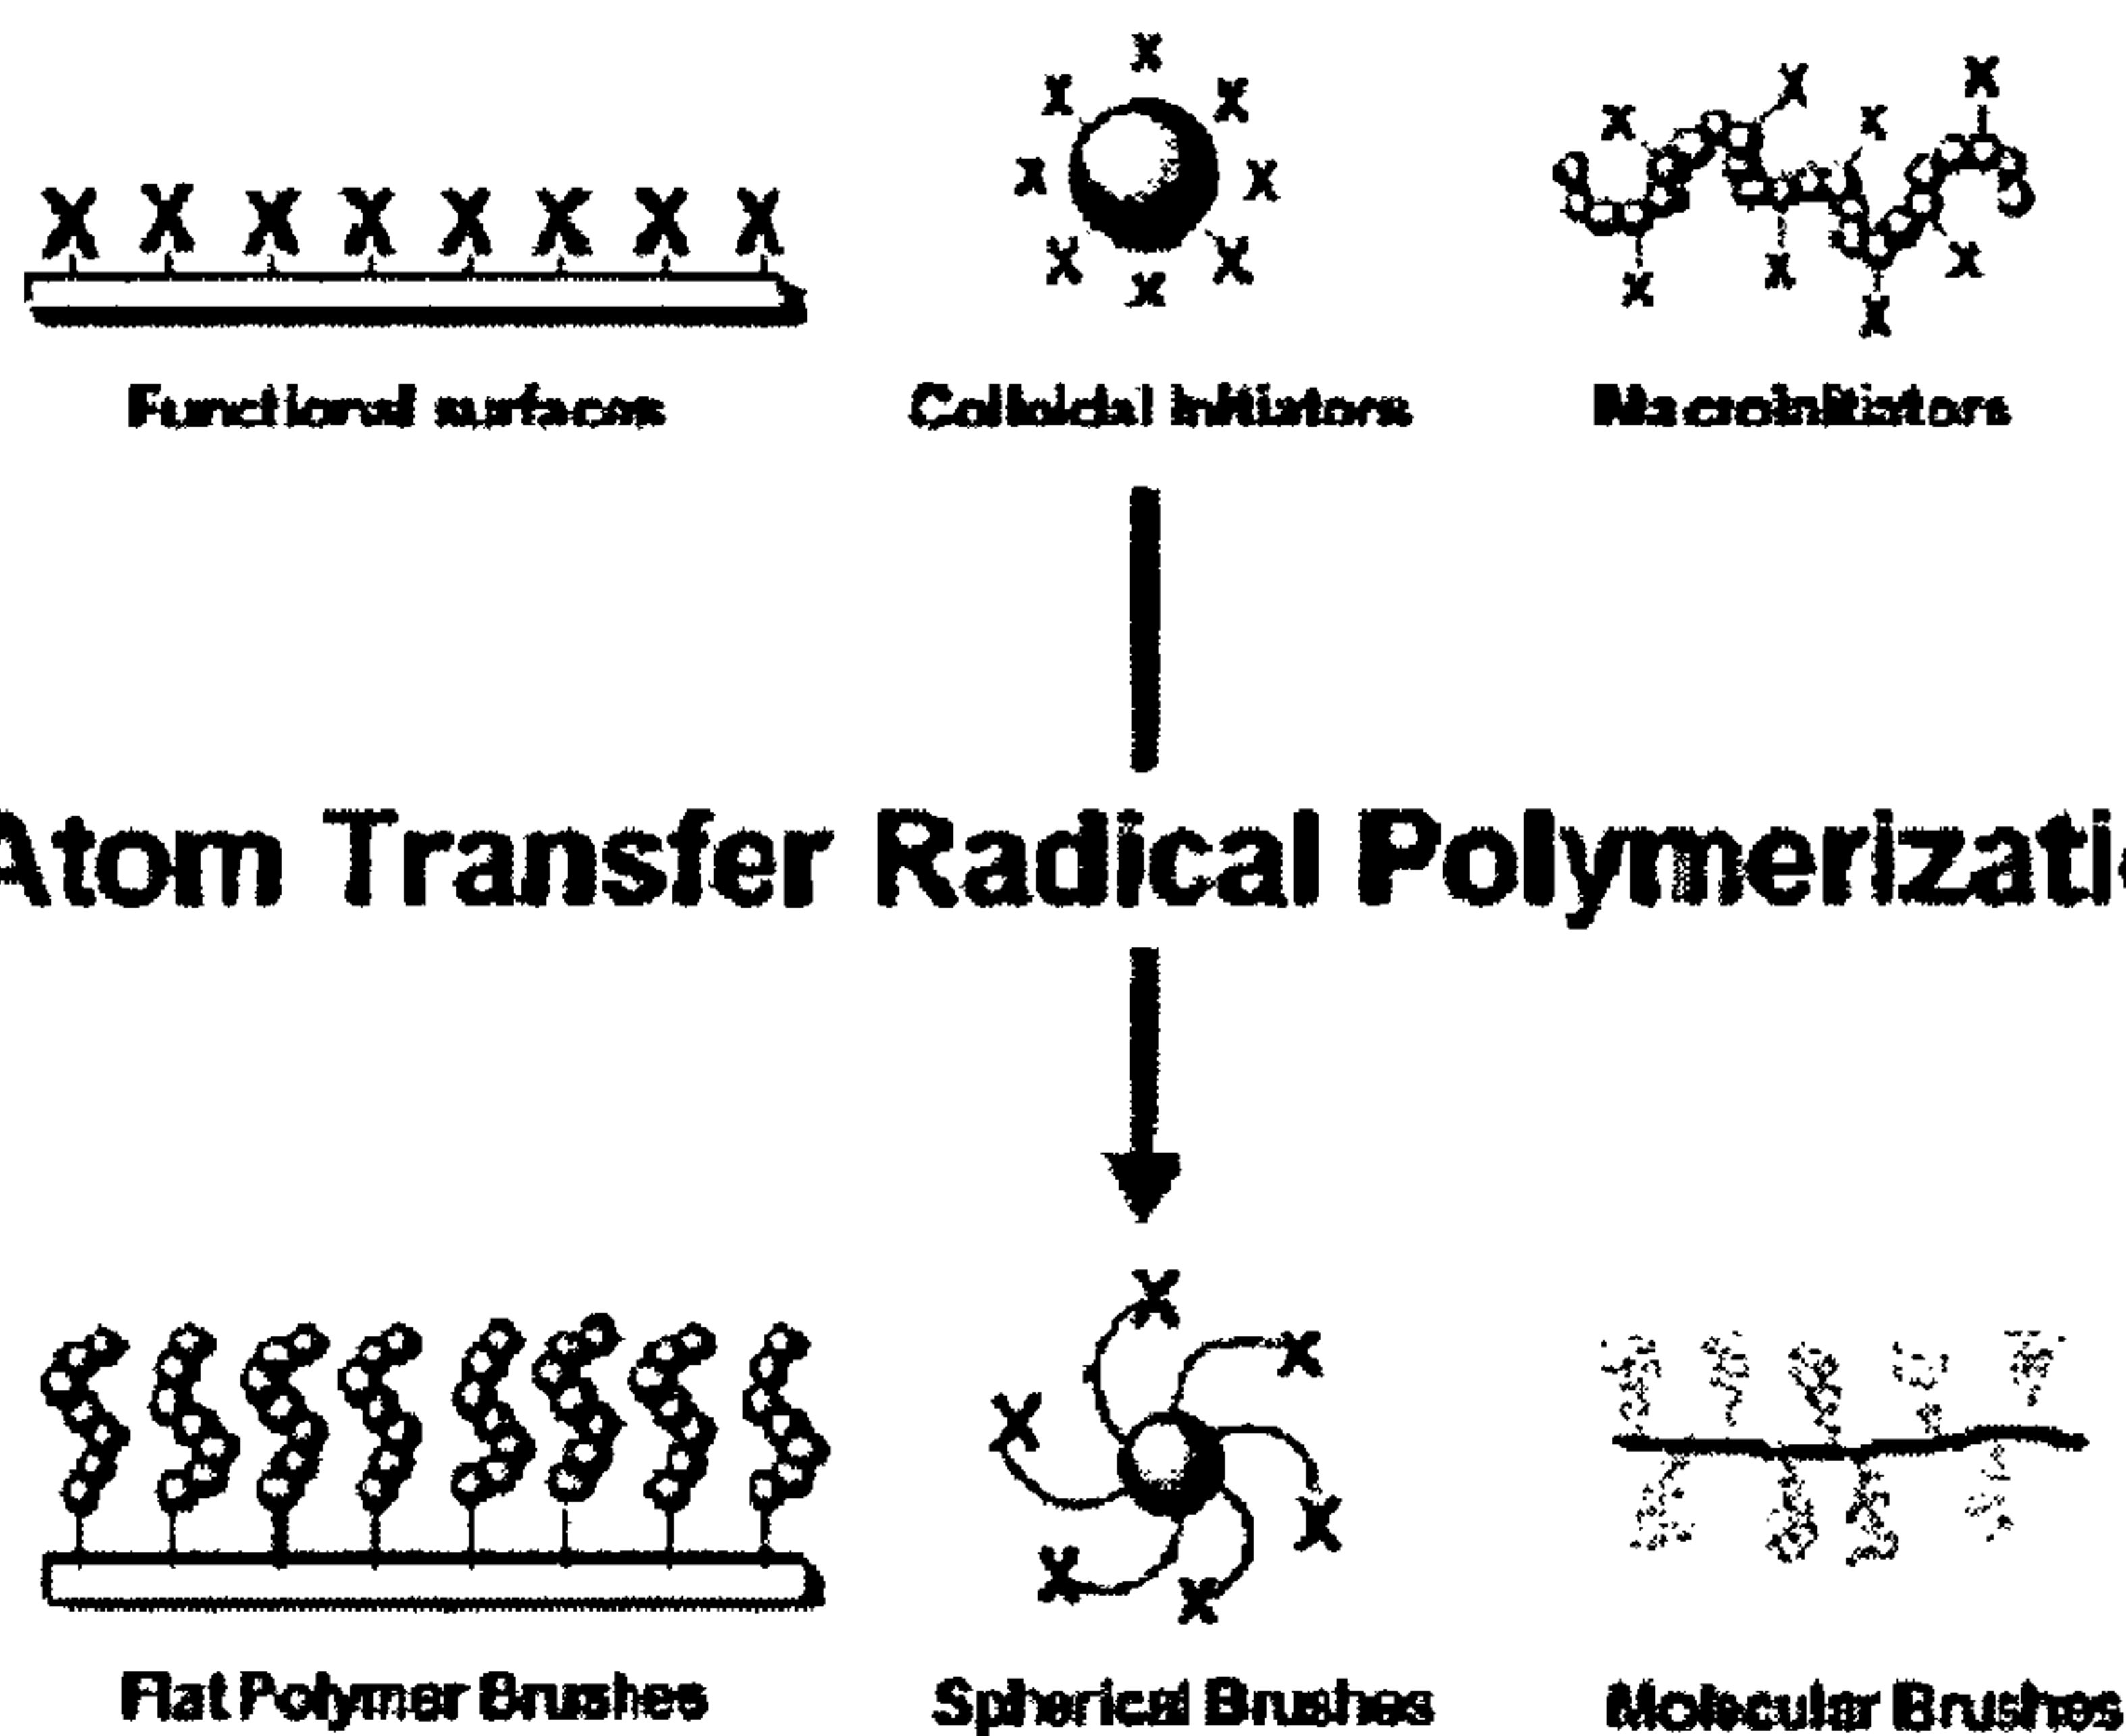 X X X X X X X X
X X X X X X X X
X X X X X X X X
Functional surfaces Colloidal Initiators Macroinitiators
Atom Transfer Radical Polymerizati
X X X X X X
Flat Polymer Brushes Spherical Brushes Molecular Brushes